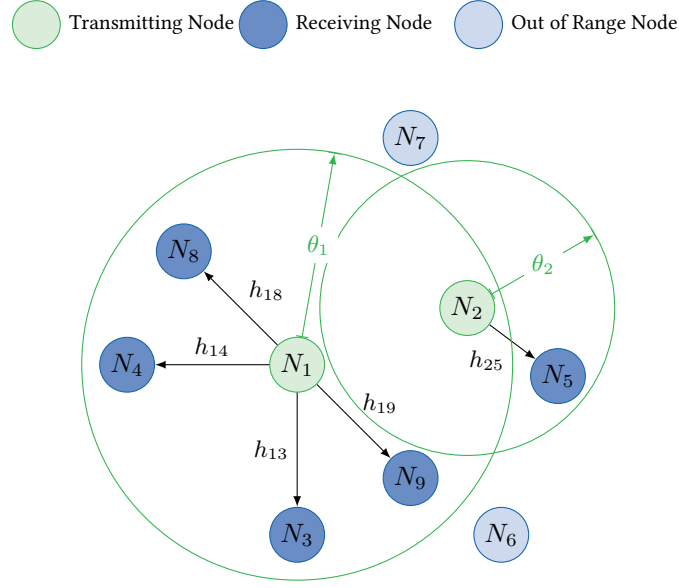 Transmitting Node Receiving Node Out of Range Node
N₇
θ₁
N₈
θ₂
h₁₈
N₂
h₁₄
h₂₅
N₄
N₁
N₅
h₁₉
h₁₃
N₉
N₃
N₆